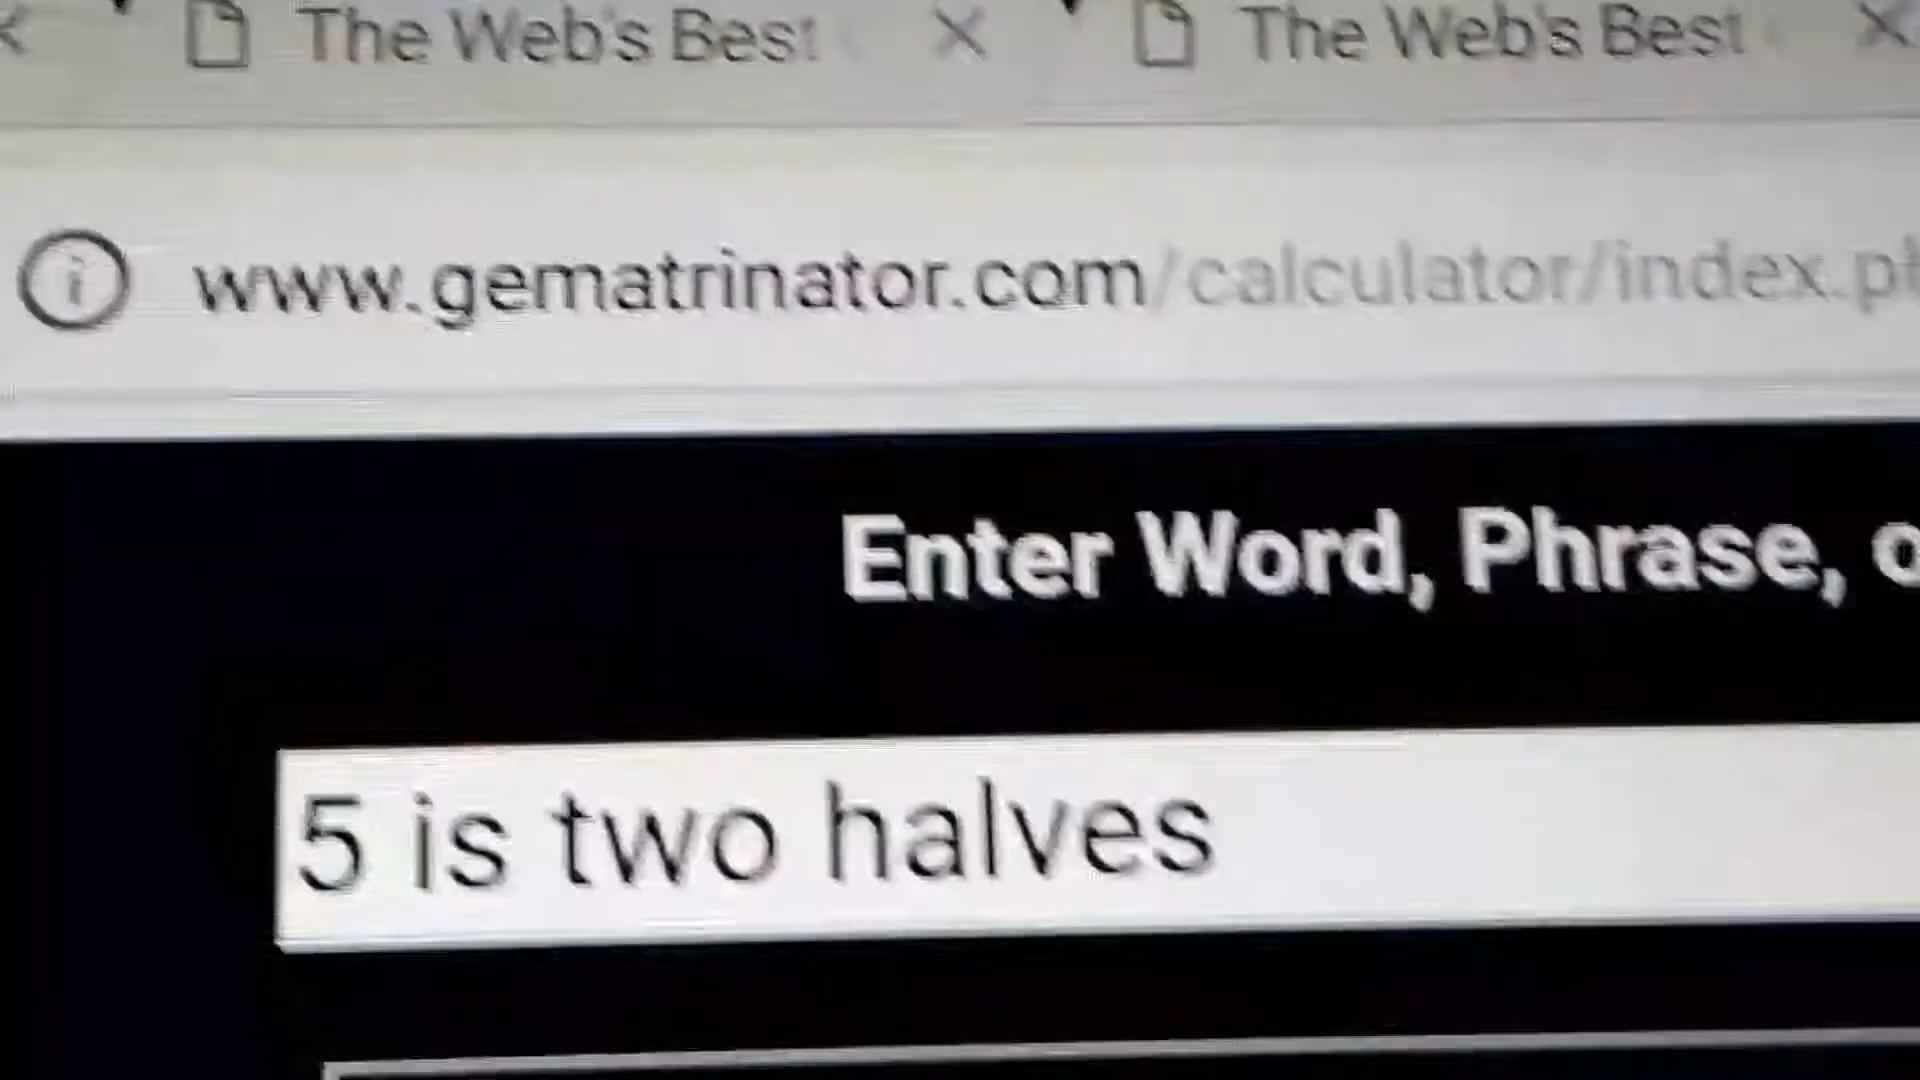 The Web's Best
The Web's Best
www.gematrinator.com/calculator/index.p
Enter Word, Phrase, o
5 is two halves